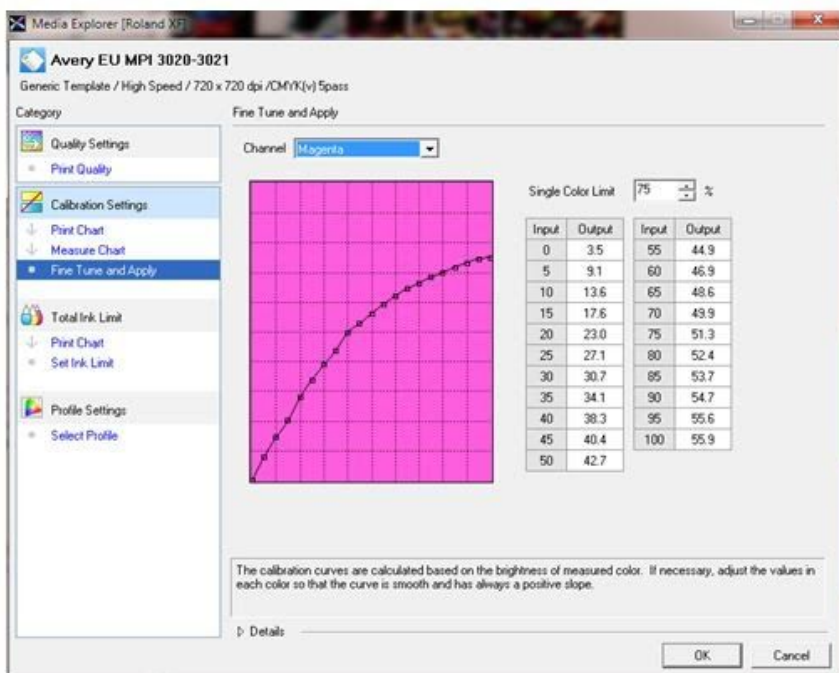 Media Explorer [Roland XF]
Avery EU MPI 3020-3021
Generic Template / High Speed / 720 x 720 dpi /CMYK(v) 5pass
Category
Quality Settings
Print Quality
Calibration Settings
Print Chart
Measure Chart
Fine Tune and Apply
Total Ink Limit
Print Chart
Set Ink Limit
Profile Settings
Select Profile
Fine Tune and Apply
Channel Magenta
Single Color Limit 75 %
Input Output Input Output
0 3.5 55 44.9
5 9.1 60 46.9
10 13.6 65 48.6
15 17.6 70 49.9
20 23.0 75 51.3
25 27.1 80 52.4
30 30.7 85 53.7
35 34.1 90 54.7
40 38.3 95 55.6
45 40.4 100 55.9
50 42.7
The calibration curves are calculated based on the brightness of measured color. If necessary, adjust the values in
each color so that the curve is smooth and has always a positive slope.
Details
OK Cancel